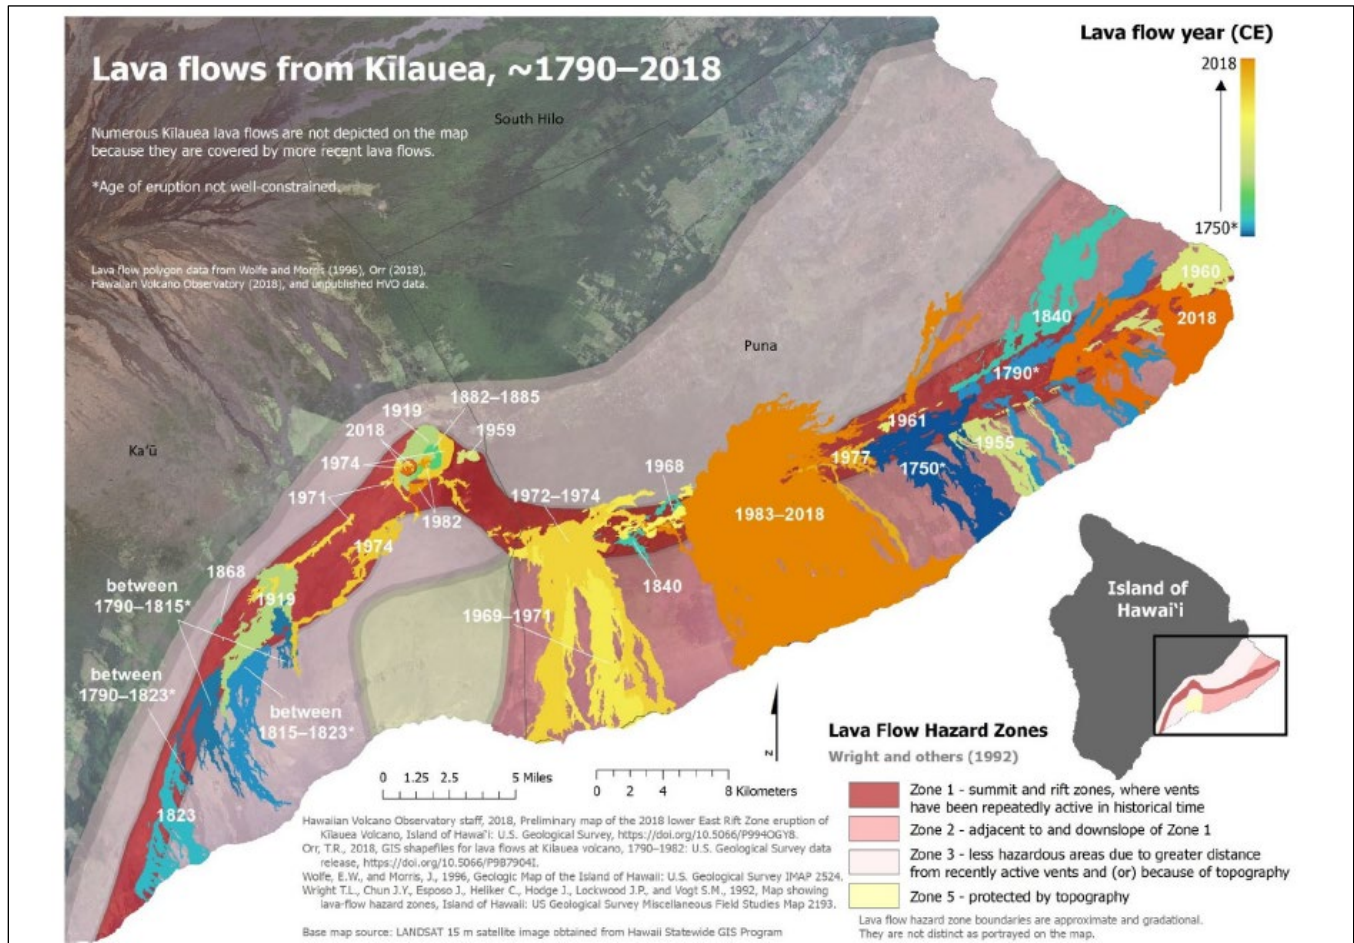 Lava flows from Kīlauea, ~1790–2018
Numerous Kīlauea lava flows are not depicted on the map
because they are covered by more recent lava flows.
*Age of eruption not well-constrained.
Lava flow polygon data from Wolfe and Morris (1996), Orr (2018),
Hawaiian Volcano Observatory (2018), and unpublished HVO data.
Lava flow year (CE)
2018
1750*
South Hilo
Puna
Kaʻū
1840
1960
2018
1790*
1961
1955
1977
1750*
1882–1885
1919
2018
1959
1974
1971
1982
1968
1972–1974
1983–2018
1974
1868
between
1790–1815*
1919
1840
1969–1971
between
1790–1823*
between
1815–1823*
1823
Island of
Hawaiʻi
N
0 1.25 2.5 5 Miles
0 2 4 8 Kilometers
Lava Flow Hazard Zones
Wright and others (1992)
Zone 1 - summit and rift zones, where vents
have been repeatedly active in historical time
Zone 2 - adjacent to and downslope of Zone 1
Zone 3 - less hazardous areas due to greater distance
from recently active vents and (or) because of topography
Zone 5 - protected by topography
Lava flow hazard zone boundaries are approximate and gradational.
They are not distinct as portrayed on the map.
Hawaiian Volcano Observatory staff, 2018, Preliminary map of the 2018 lower East Rift Zone eruption of
Kīlauea Volcano, Island of Hawaiʻi: U.S. Geological Survey, https://doi.org/10.5066/P994OGY8.
Orr, T.R., 2018, GIS shapefiles for lava flows at Kīlauea volcano, 1790–1982: U.S. Geological Survey data
release, https://doi.org/10.5066/P9B7904I.
Wolfe, E.W., and Morris, J., 1996, Geologic Map of the Island of Hawaii: U.S. Geological Survey IMAP 2524.
Wright T.L., Chun J.Y, Esposo J., Heliker C., Hodge J., Lockwood J.P., and Vogt S.M., 1992, Map showing
lava-flow hazard zones, Island of Hawaii: US Geological Survey Miscellaneous Field Studies Map 2193.
Base map source: LANDSAT 15 m satellite image obtained from Hawaii Statewide GIS Program